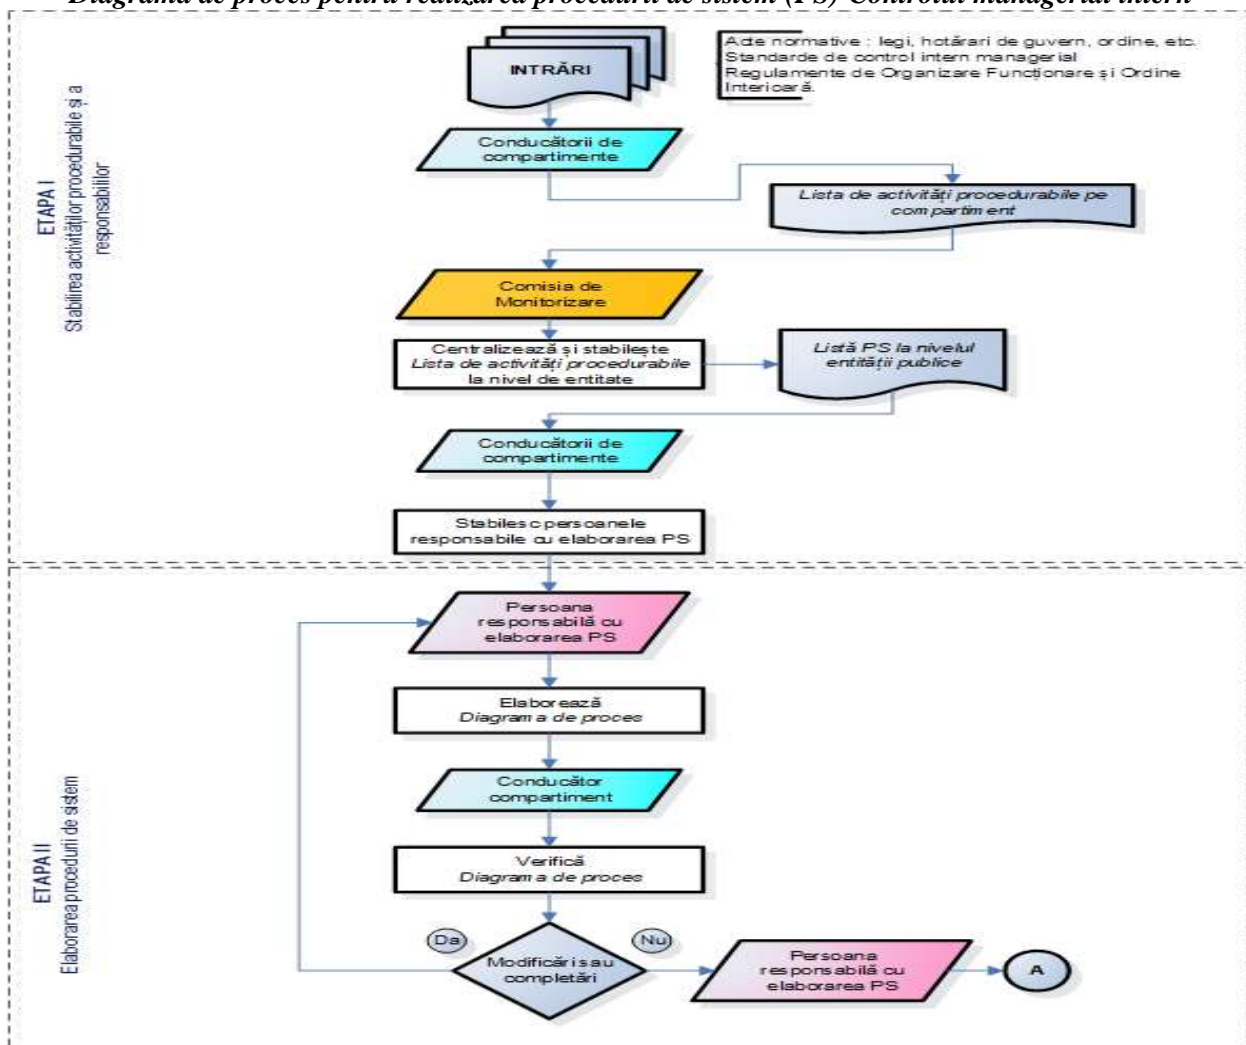 Diagrama de proces pentru realizarea procedurii de sistem (PS) Controlul managerial intern
INTRĂRI
Acte normative : legi, hotărari de guvern, ordine, etc.
Standarde de control intern managerial
Regulamente de Organizare Funcționare și Ordine
Interioară.
ETAPA I
Stabilirea activităților procedurabile și a
responsabililor
Conducătorii de
compartimente
Lista de activități procedurabile pe
compartiment
Comisia de
Monitorizare
Centralizează și stabilește
Lista de activități procedurabile
la nivel de entitate
Listă PS la nivelul
entității publice
Conducătorii de
compartimente
Stabilesc persoanele
responsabile cu elaborarea PS
ETAPA II
Elaborarea procedurii de sistem
Persoana
responsabilă cu
elaborarea PS
Elaborează
Diagrama de proces
Conducător
compartiment
Verifică
Diagrama de proces
Da
Nu
Modificări sau
completări
Persoana
responsabilă cu
elaborarea PS
A